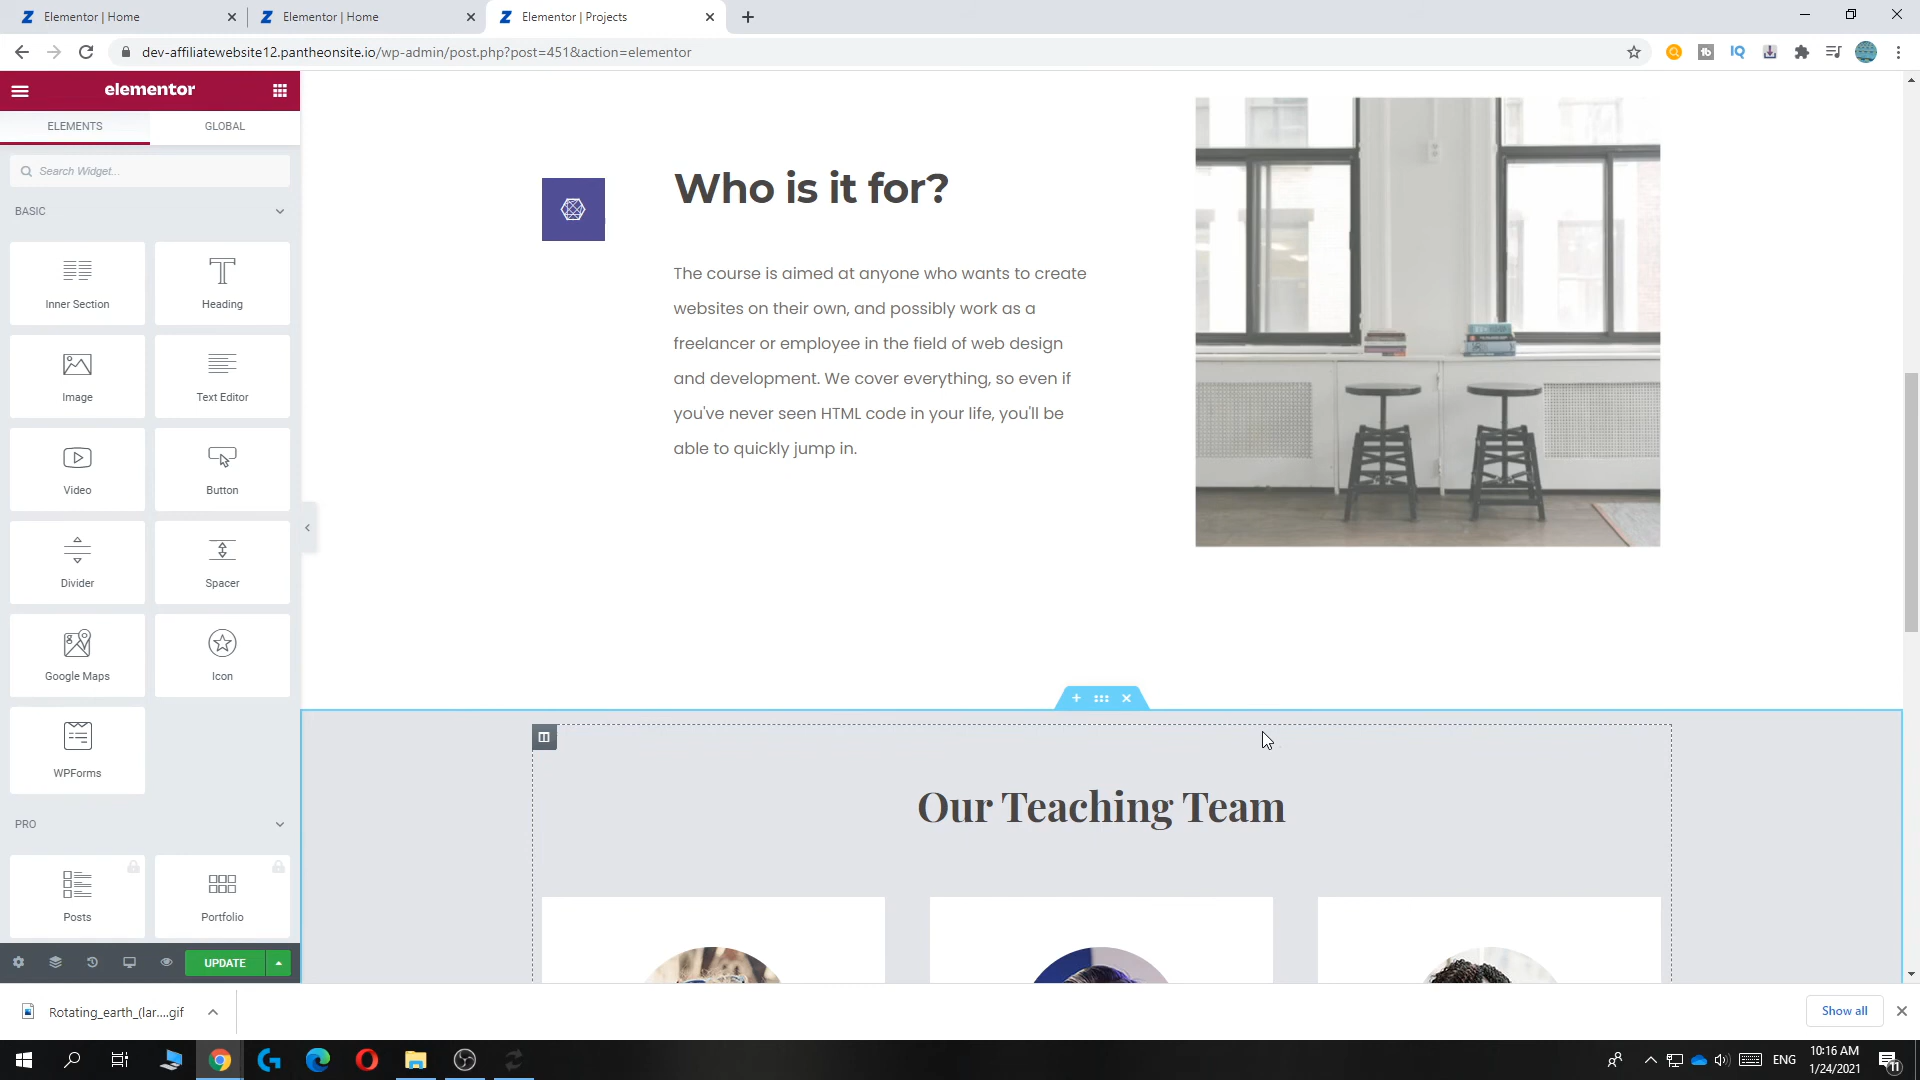 Elementor | Home
Elementor | Home
Elementor | Projects
dev-affiliatewebsite12.pantheonsite.io/wp-admin/post.php?post=451&action=elementor
elementor
ELEMENTS
GLOBAL
Search Widget...
BASIC
Inner Section
Heading
Image
Text Editor
Video
Button
Divider
Spacer
Google Maps
Icon
WPForms
PRO
Posts
Portfolio
UPDATE
Who is it for?
The course is aimed at anyone who wants to create
websites on their own, and possibly work as a
freelancer or employee in the field of web design
and development. We cover everything, so even if
you've never seen HTML code in your life, you'll be
able to quickly jump in.
Our Teaching Team
Rotating_earth_(lar....gif
Show all
ENG
10:16 AM
1/24/2021
11